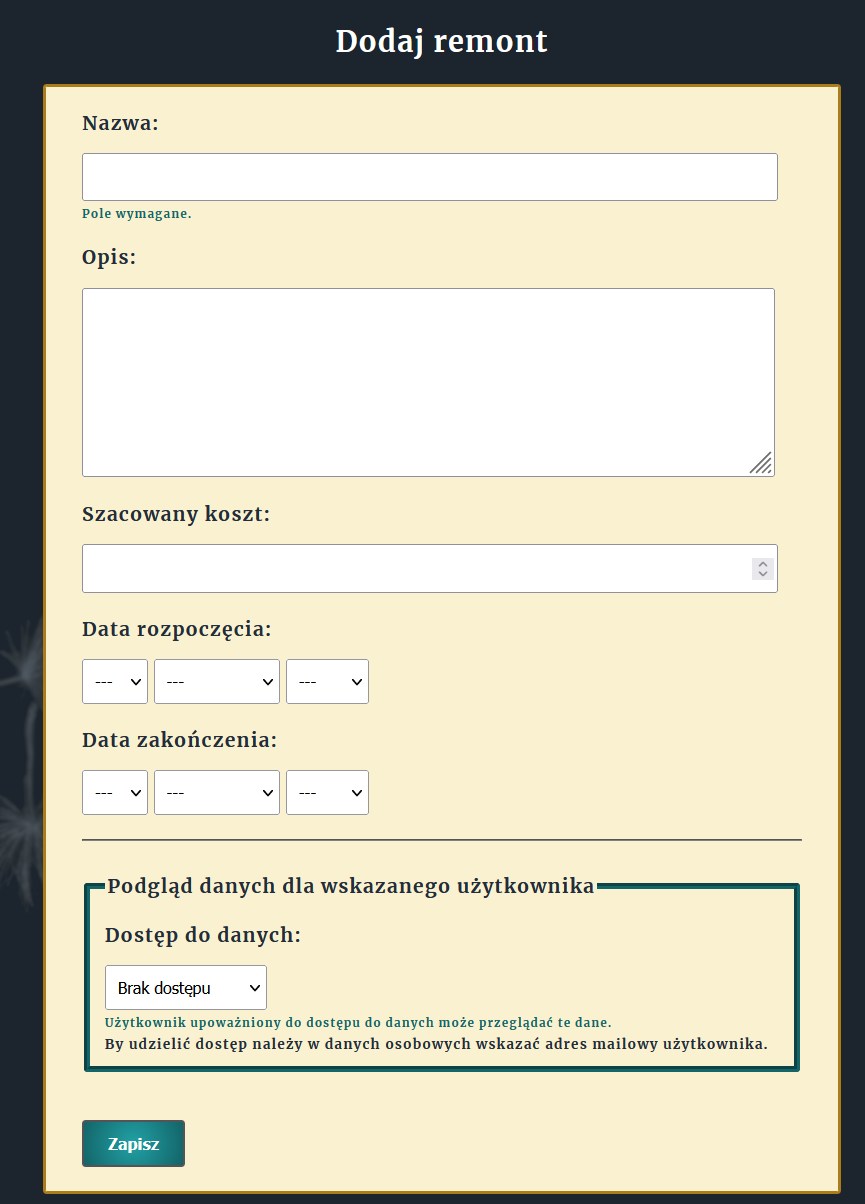 Dodaj remont
Nazwa:
Pole wymagane.
Opis:
Szacowany koszt:
Data rozpoczęcia:
--- --- ---
Data zakończenia:
--- --- ---
Podgląd danych dla wskazanego użytkownika
Dostęp do danych:
Brak dostępu
Użytkownik upoważniony do dostępu do danych może przeglądać te dane.
By udzielić dostęp należy w danych osobowych wskazać adres mailowy użytkownika.
Zapisz